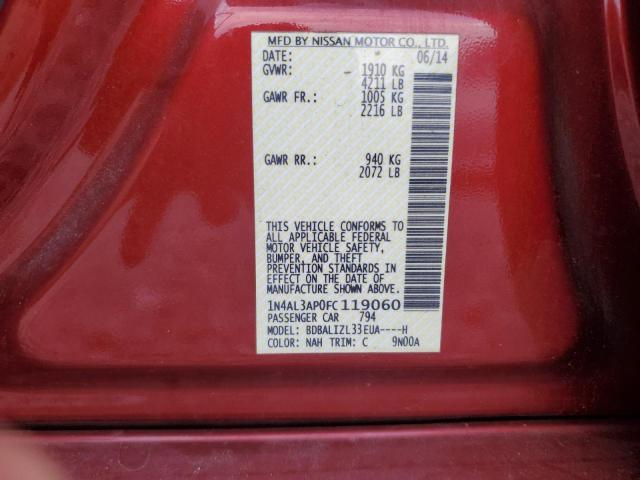 MFD BY NISSAN MOTOR CO., LTD.
DATE: 06/14
GVWR: 1910 KG
4211 LB
GAWR FR.: 1005 KG
2216 LB
GAWR RR.: 940 KG
2072 LB
THIS VEHICLE CONFORMS TO
ALL APPLICABLE FEDERAL
MOTOR VEHICLE SAFETY,
BUMPER, AND THEFT
PREVENTION STANDARDS IN
EFFECT ON THE DATE OF
MANUFACTURE SHOWN ABOVE.
1N4AL3AP0FC119060
PASSENGER CAR 794
MODEL: BDBALIZL33EUA----H
COLOR: NAH TRIM: C 9N00A